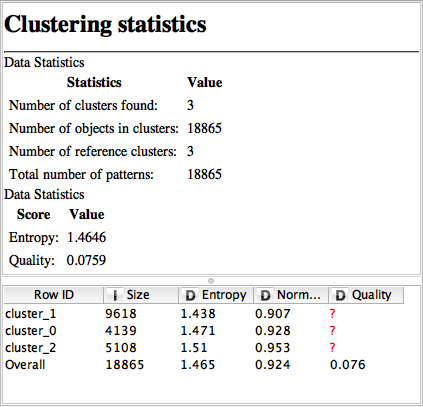 Clustering statistics
Data Statistics
Statistics Value
Number of clusters found: 3
Number of objects in clusters: 18865
Number of reference clusters: 3
Total number of patterns: 18865
Data Statistics
Score Value
Entropy: 1.4646
Quality: 0.0759
Row ID I Size D Entropy D Norm... D Quality
cluster_1 9618 1.438 0.907 ?
cluster_0 4139 1.471 0.928 ?
cluster_2 5108 1.51 0.953 ?
Overall 18865 1.465 0.924 0.076